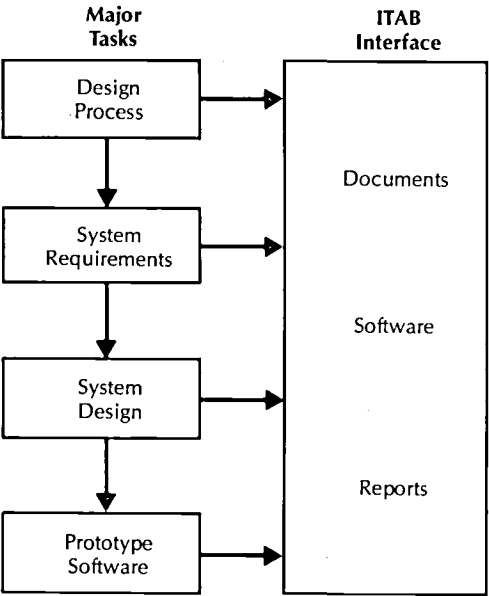 Major
Tasks
ITAB
Interface
Design
Process
System
Requirements
System
Design
Prototype
Software
Documents
Software
Reports